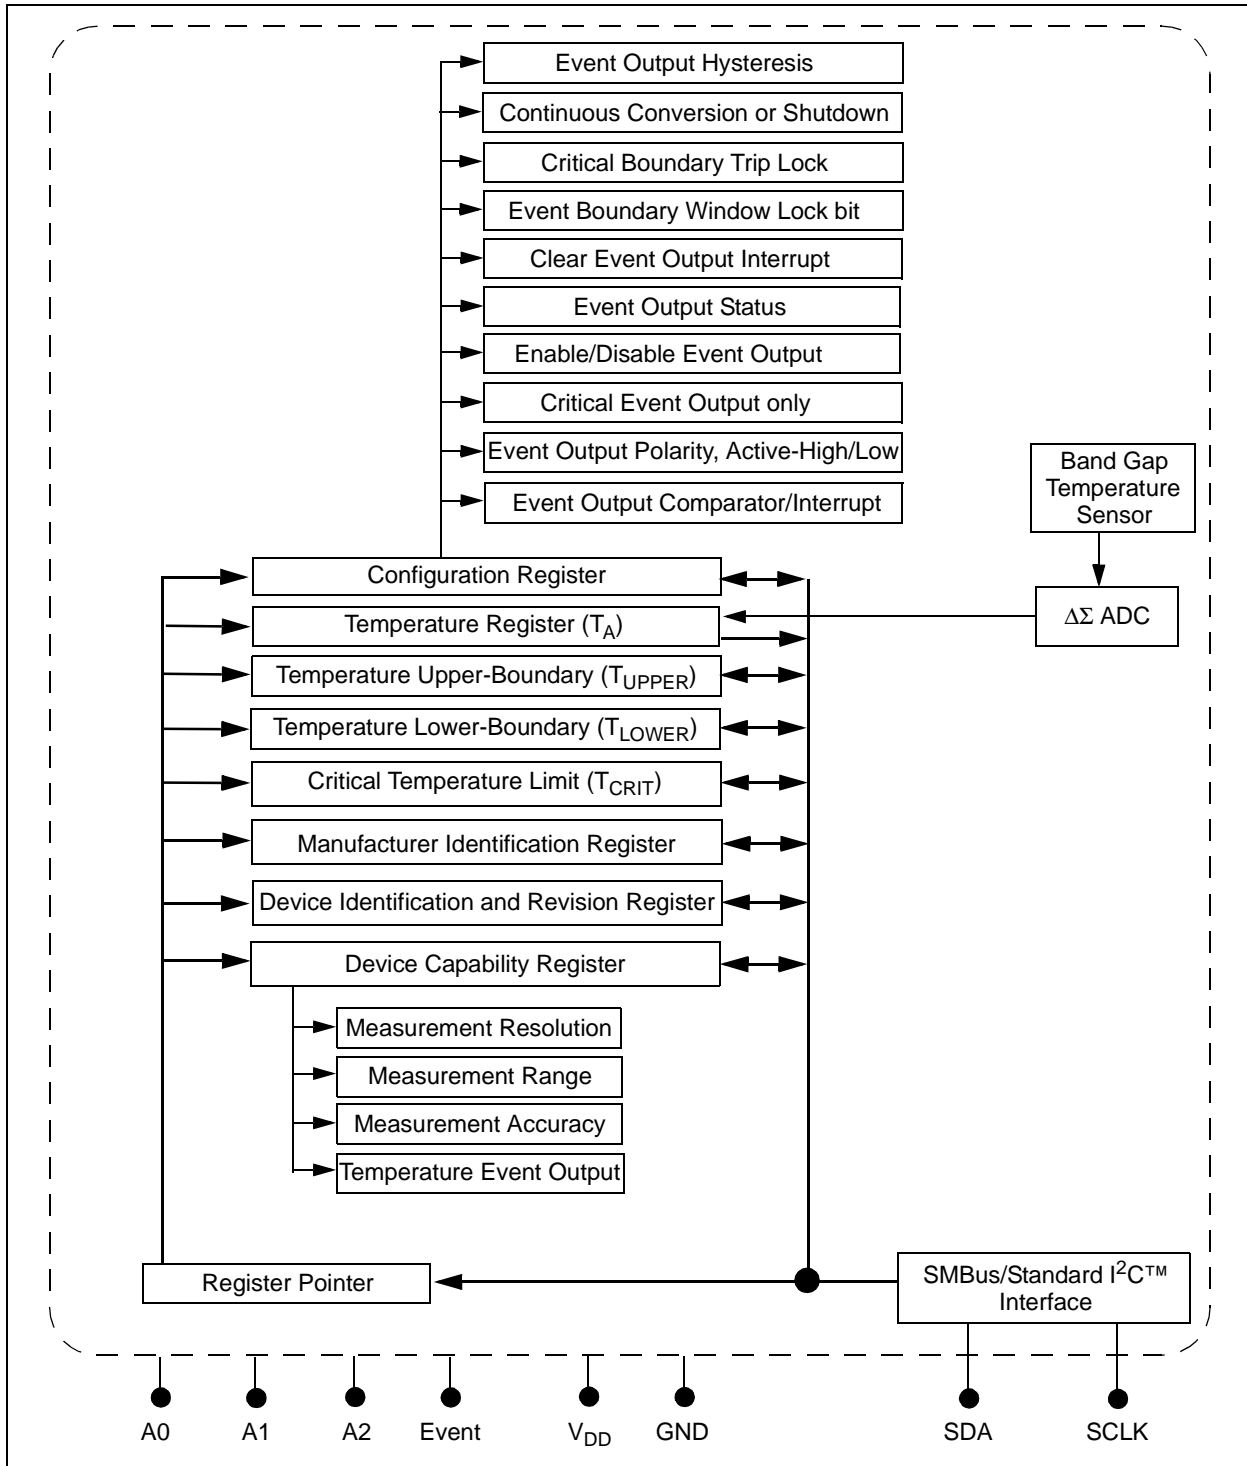 Event Output Hysteresis
Continuous Conversion or Shutdown
Critical Boundary Trip Lock
Event Boundary Window Lock bit
Clear Event Output Interrupt
Event Output Status
Enable/Disable Event Output
Critical Event Output only
Event Output Polarity, Active-High/Low
Event Output Comparator/Interrupt
Band Gap
Temperature
Sensor
ΔΣ ADC
Configuration Register
Temperature Register (TA)
Temperature Upper-Boundary (TUPPER)
Temperature Lower-Boundary (TLOWER)
Critical Temperature Limit (TCRIT)
Manufacturer Identification Register
Device Identification and Revision Register
Device Capability Register
Measurement Resolution
Measurement Range
Measurement Accuracy
Temperature Event Output
Register Pointer
SMBus/Standard I²C™
Interface
A0 A1 A2 Event VDD GND SDA SCLK